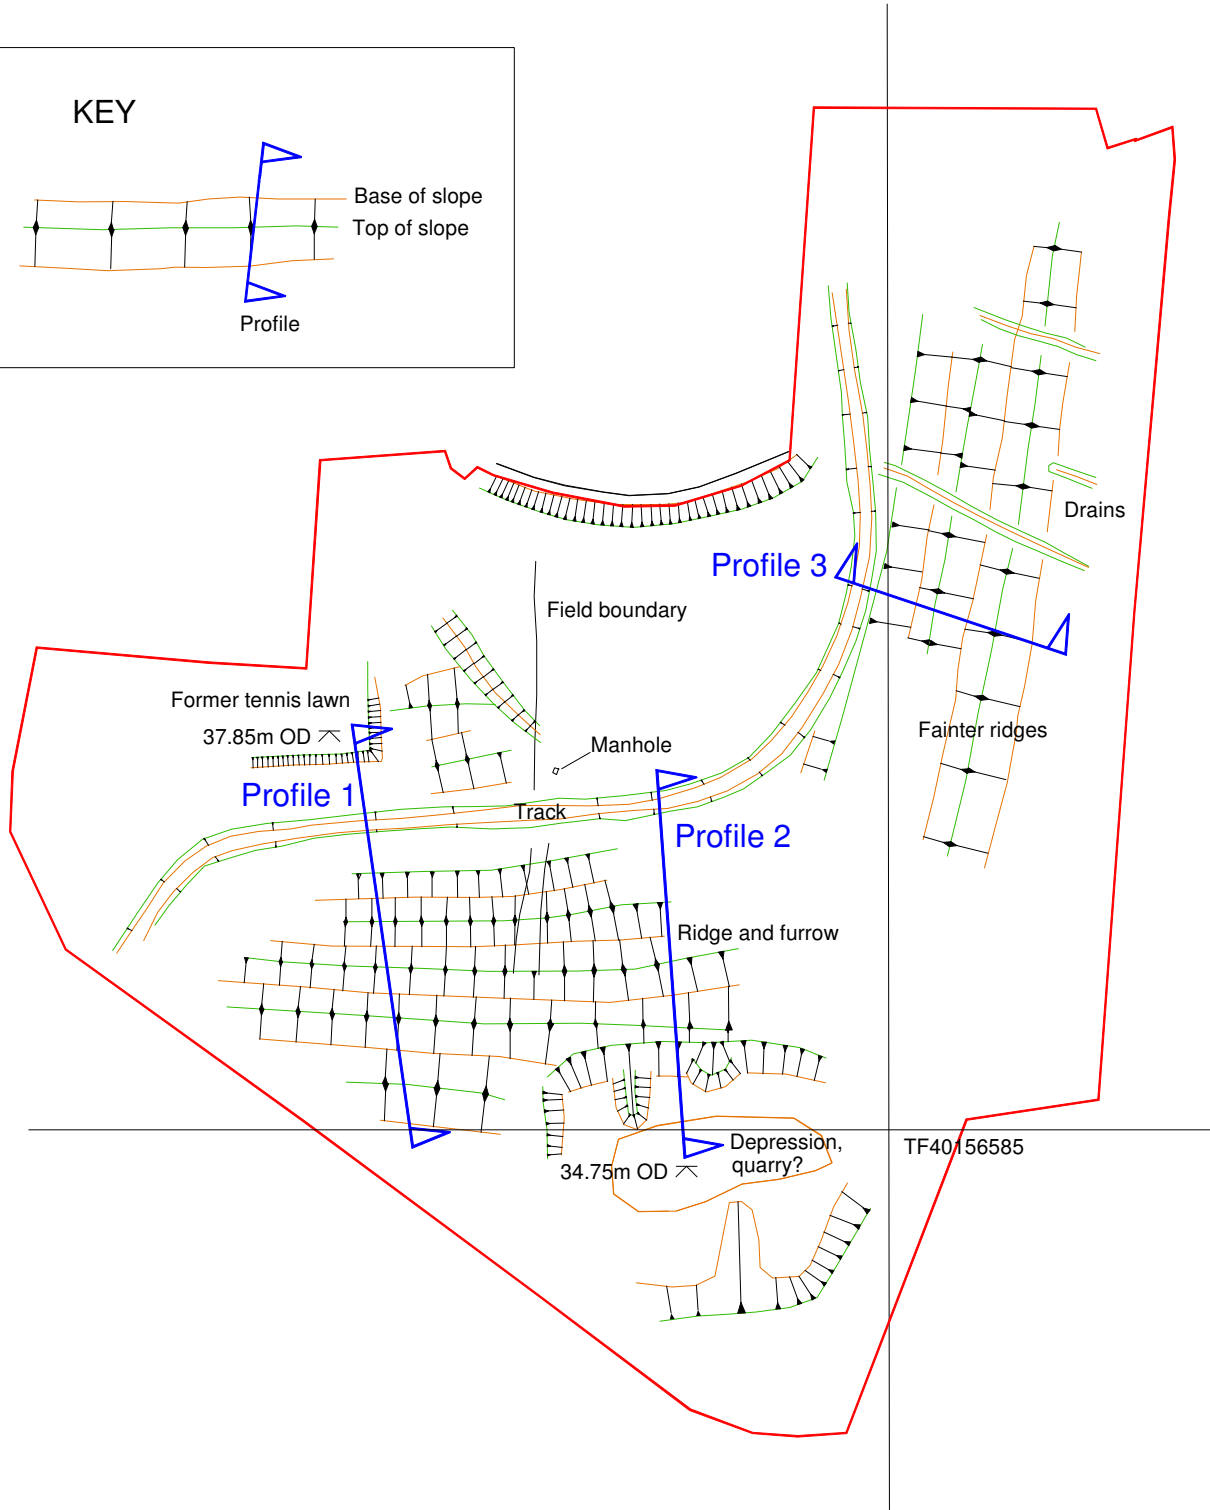 KEY
Base of slope
Top of slope
Profile
Drains
Profile 3
Field boundary
Former tennis lawn
37.85m OD
Fainter ridges
Manhole
Profile 1
Track
Profile 2
Ridge and furrow
Depression,
quarry?
TF40156585
34.75m OD